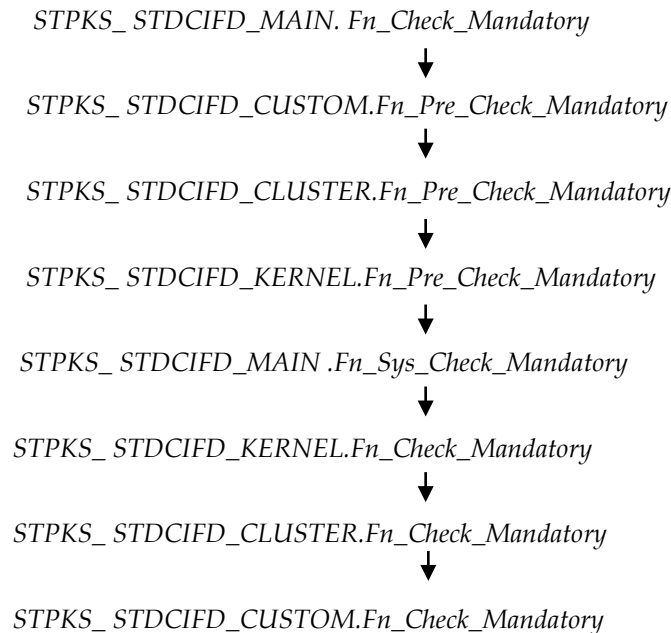 STPKS_ STDCIFD_MAIN. Fn_Check_Mandatory
STPKS_ STDCIFD_CUSTOM.Fn_Pre_Check_Mandatory
STPKS_ STDCIFD_CLUSTER.Fn_Pre_Check_Mandatory
STPKS_ STDCIFD_KERNEL.Fn_Pre_Check_Mandatory
STPKS_ STDCIFD_MAIN .Fn_Sys_Check_Mandatory
STPKS_ STDCIFD_KERNEL.Fn_Check_Mandatory
STPKS_ STDCIFD_CLUSTER.Fn_Check_Mandatory
STPKS_ STDCIFD_CUSTOM.Fn_Check_Mandatory